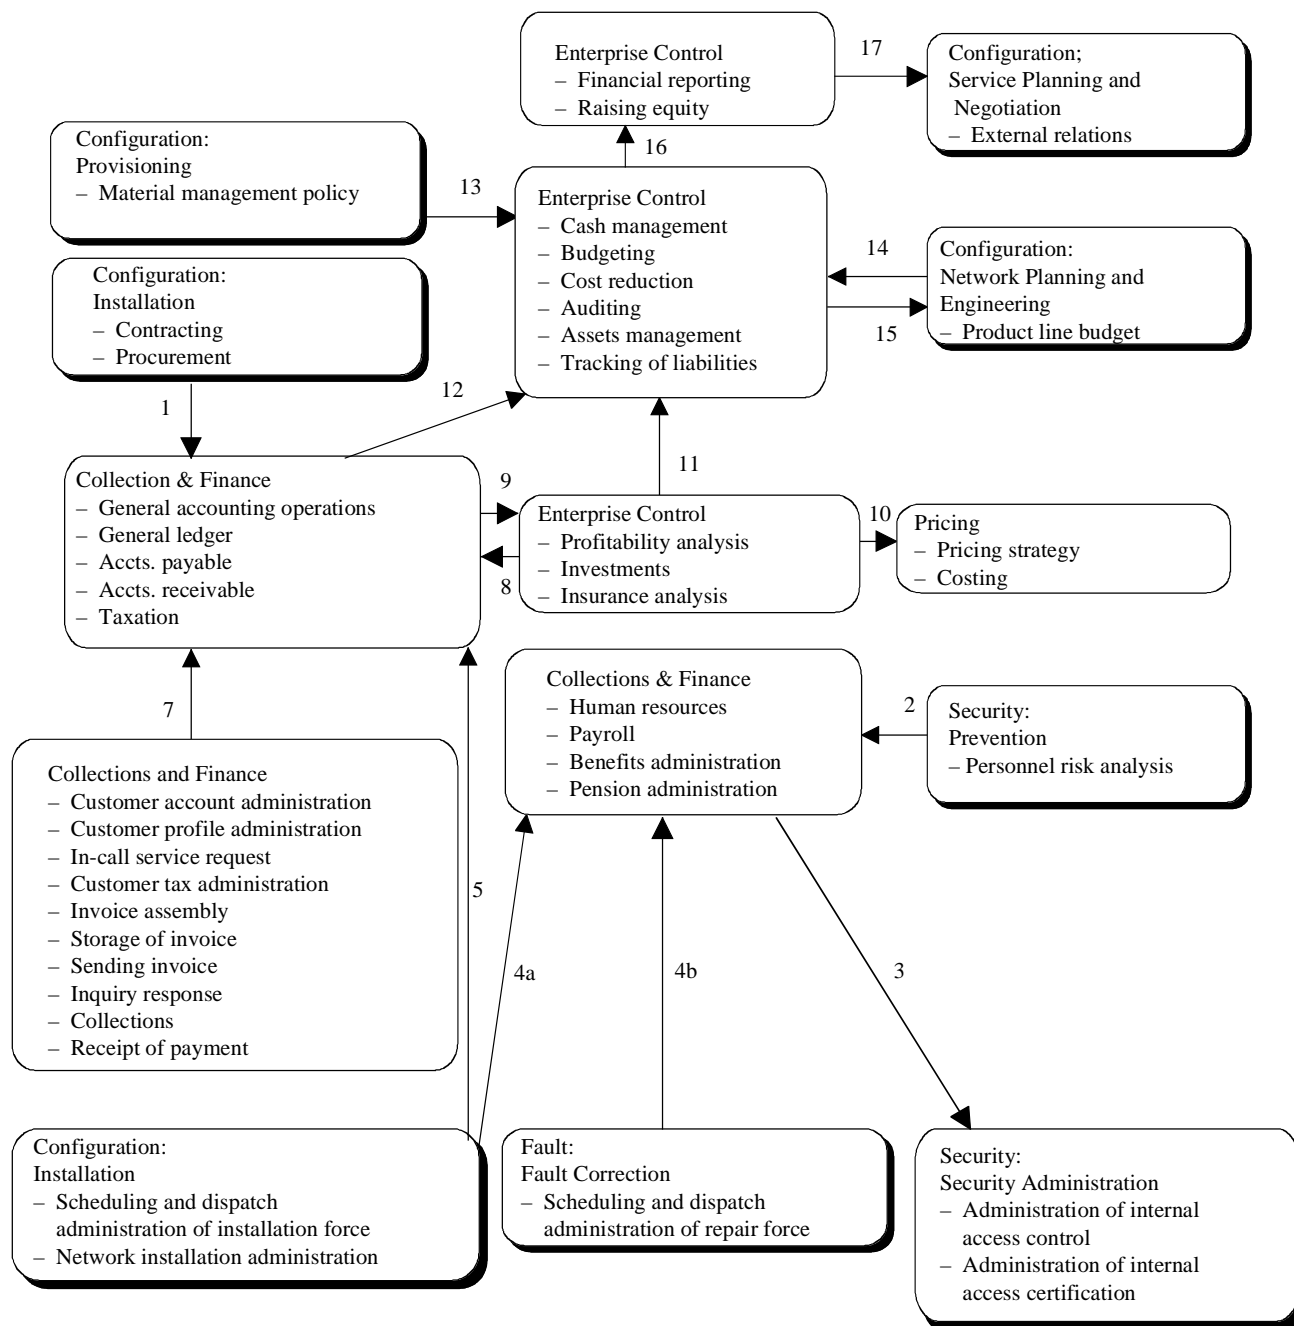 Enterprise Control
– Financial reporting
– Raising equity
17
Configuration;
Service Planning and
Negotiation
– External relations
16
Configuration:
Provisioning
– Material management policy
13
Enterprise Control
– Cash management
– Budgeting
– Cost reduction
– Auditing
– Assets management
– Tracking of liabilities
14
15
Configuration:
Network Planning and
Engineering
– Product line budget
Configuration:
Installation
– Contracting
– Procurement
1
12
11
Collection & Finance
– General accounting operations
– General ledger
– Accts. payable
– Accts. receivable
– Taxation
9
8
Enterprise Control
– Profitability analysis
– Investments
– Insurance analysis
10
Pricing
– Pricing strategy
– Costing
7
Collections & Finance
– Human resources
– Payroll
– Benefits administration
– Pension administration
2
Security:
Prevention
– Personnel risk analysis
Collections and Finance
– Customer account administration
– Customer profile administration
– In-call service request
– Customer tax administration
– Invoice assembly
– Storage of invoice
– Sending invoice
– Inquiry response
– Collections
– Receipt of payment
5
4a
4b
3
Configuration:
Installation
– Scheduling and dispatch
administration of installation force
– Network installation administration
Fault:
Fault Correction
– Scheduling and dispatch
administration of repair force
Security:
Security Administration
– Administration of internal
access control
– Administration of internal
access certification